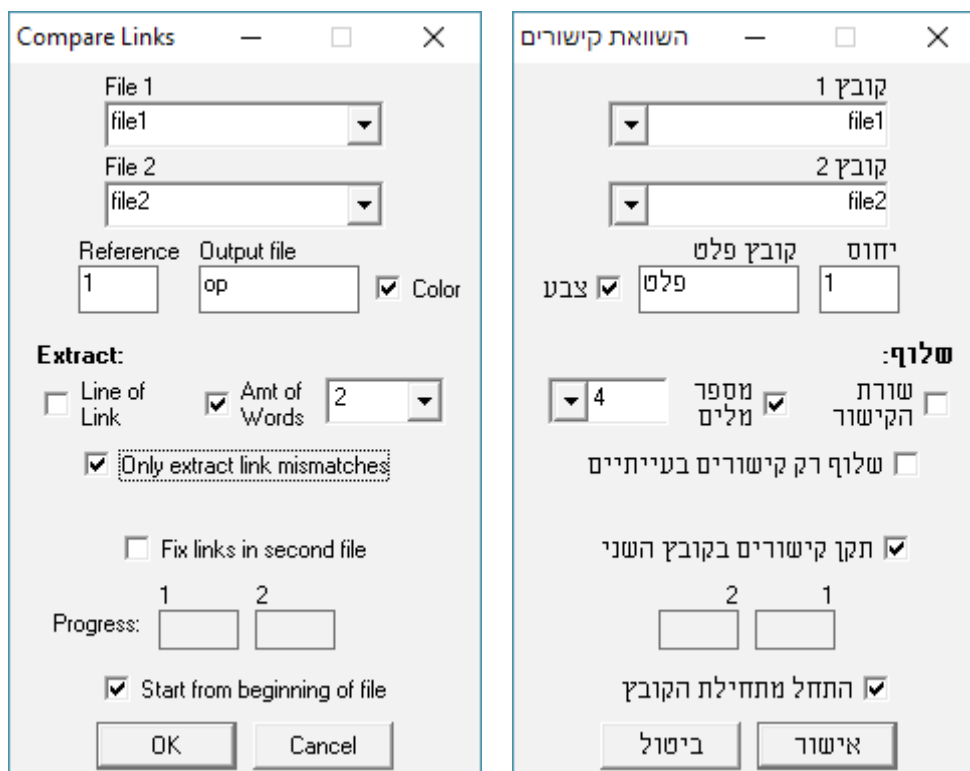 Compare Links
File 1
file1
File 2
file2
Reference Output file
1 op Color
Extract:
Line of Link Amt of Words 2
Only extract link mismatches
Fix links in second file
1 2
Progress:
Start from beginning of file
OK Cancel
השוואת קישורים
קובץ 1
file1
קובץ 2
file2
יחוס קובץ פלט
1 פלט צבע
שלוף:
שורת הקישור מספר מלים 4
שלוף רק קישורים בעייתיים
תקן קישורים בקובץ השני
1 2
התחל מתחילת הקובץ
אישור ביטול